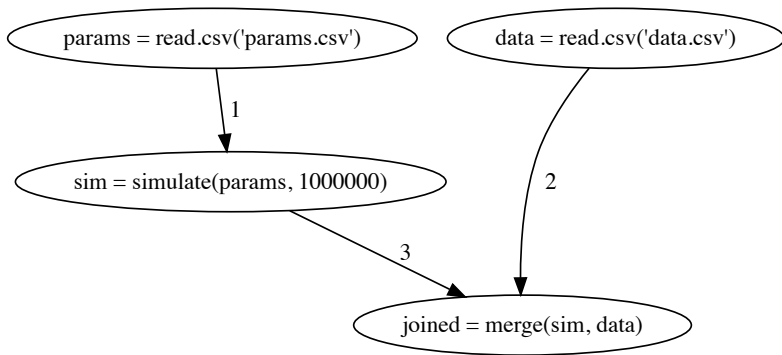 params = read.csv('params.csv')
data = read.csv('data.csv')
1
sim = simulate(params, 1000000)
2
3
joined = merge(sim, data)